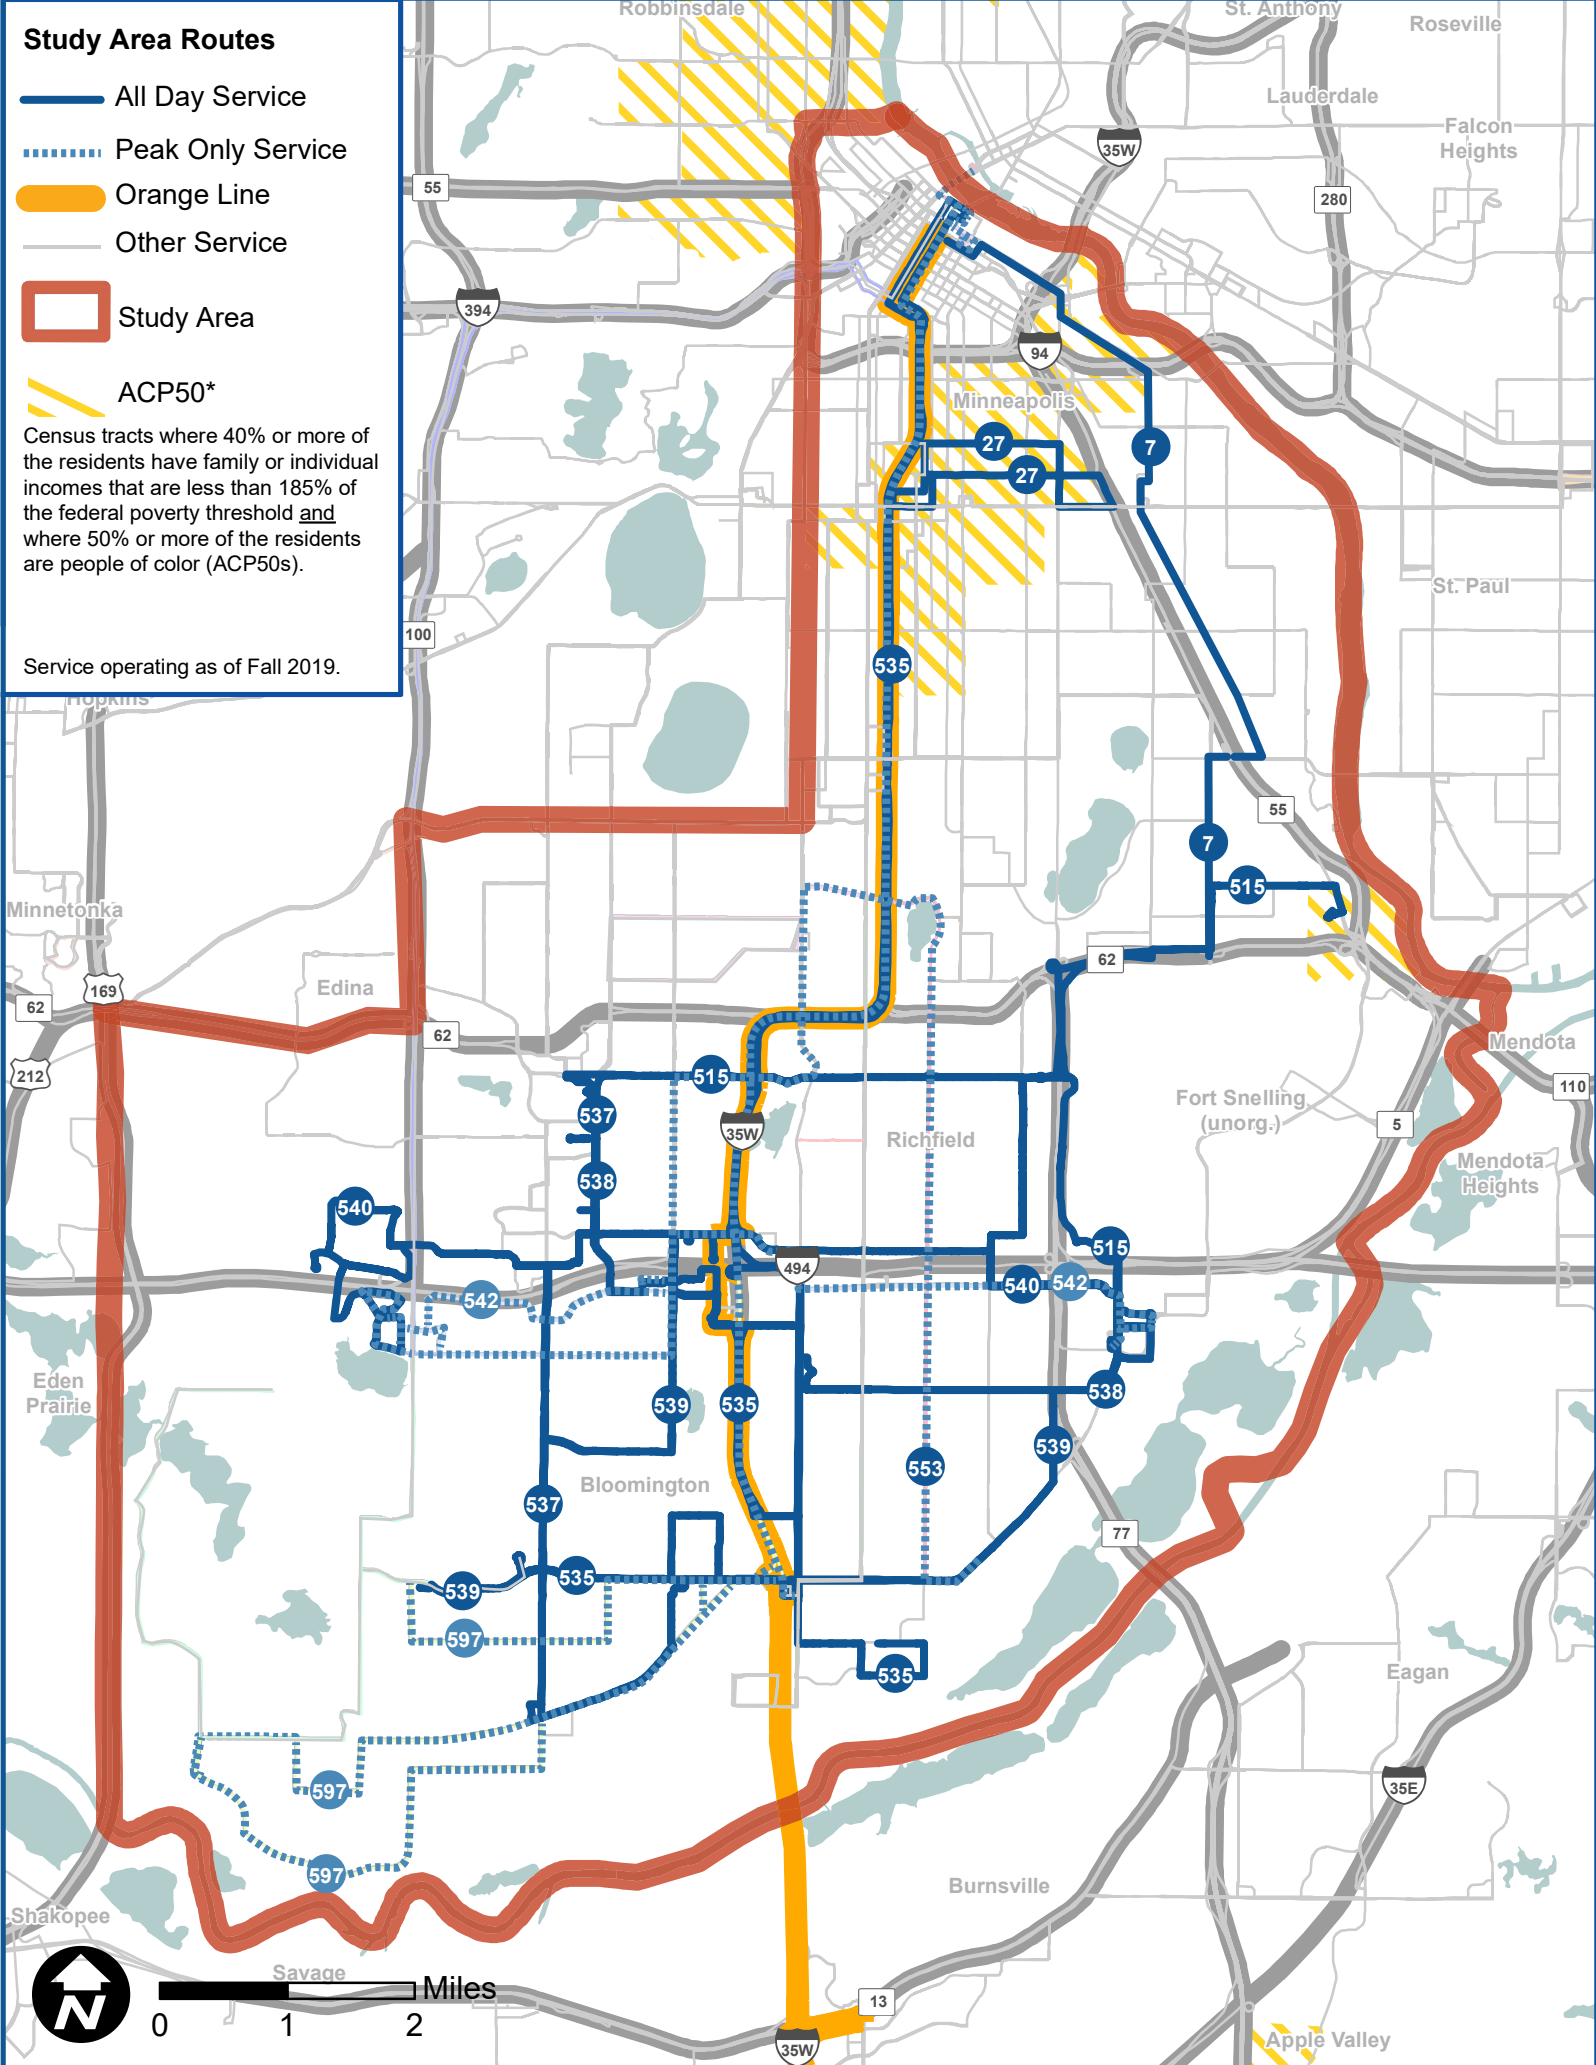 Study Area Routes
All Day Service
Peak Only Service
Orange Line
Other Service
Study Area
ACP50*
Census tracts where 40% or more of
the residents have family or individual
incomes that are less than 185% of
the federal poverty threshold and
where 50% or more of the residents
are people of color (ACP50s).
Service operating as of Fall 2019.
Robbinsdale
St. Anthony
Roseville
Lauderdale
Falcon
Heights
35W
55
280
394
94
Minneapolis
27
7
27
St. Paul
100
535
Hopkins
55
7
515
Minnetonka
62
Edina
169
62
62
Mendota
212
515
110
Fort Snelling
(unorg.)
537
5
35W
Richfield
Mendota
Heights
538
540
515
494
540
542
542
Eden
Prairie
538
539
535
539
553
Bloomington
537
77
535
539
597
535
Eagan
597
35E
597
Burnsville
Shakopee
Savage
N
Miles
0
1
2
13
35W
Apple Valley